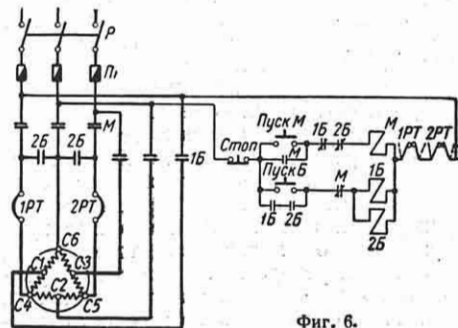 Р
П₁
2Б 2Б М 1Б
Пуск М 1Б 2Б М 1РТ 2РТ
Стоп М
Пуск Б М 1Б
1Б 2Б 2Б
1РТ 2РТ
С6
С1 С3
С4 С2 С5
Фиг. 6.